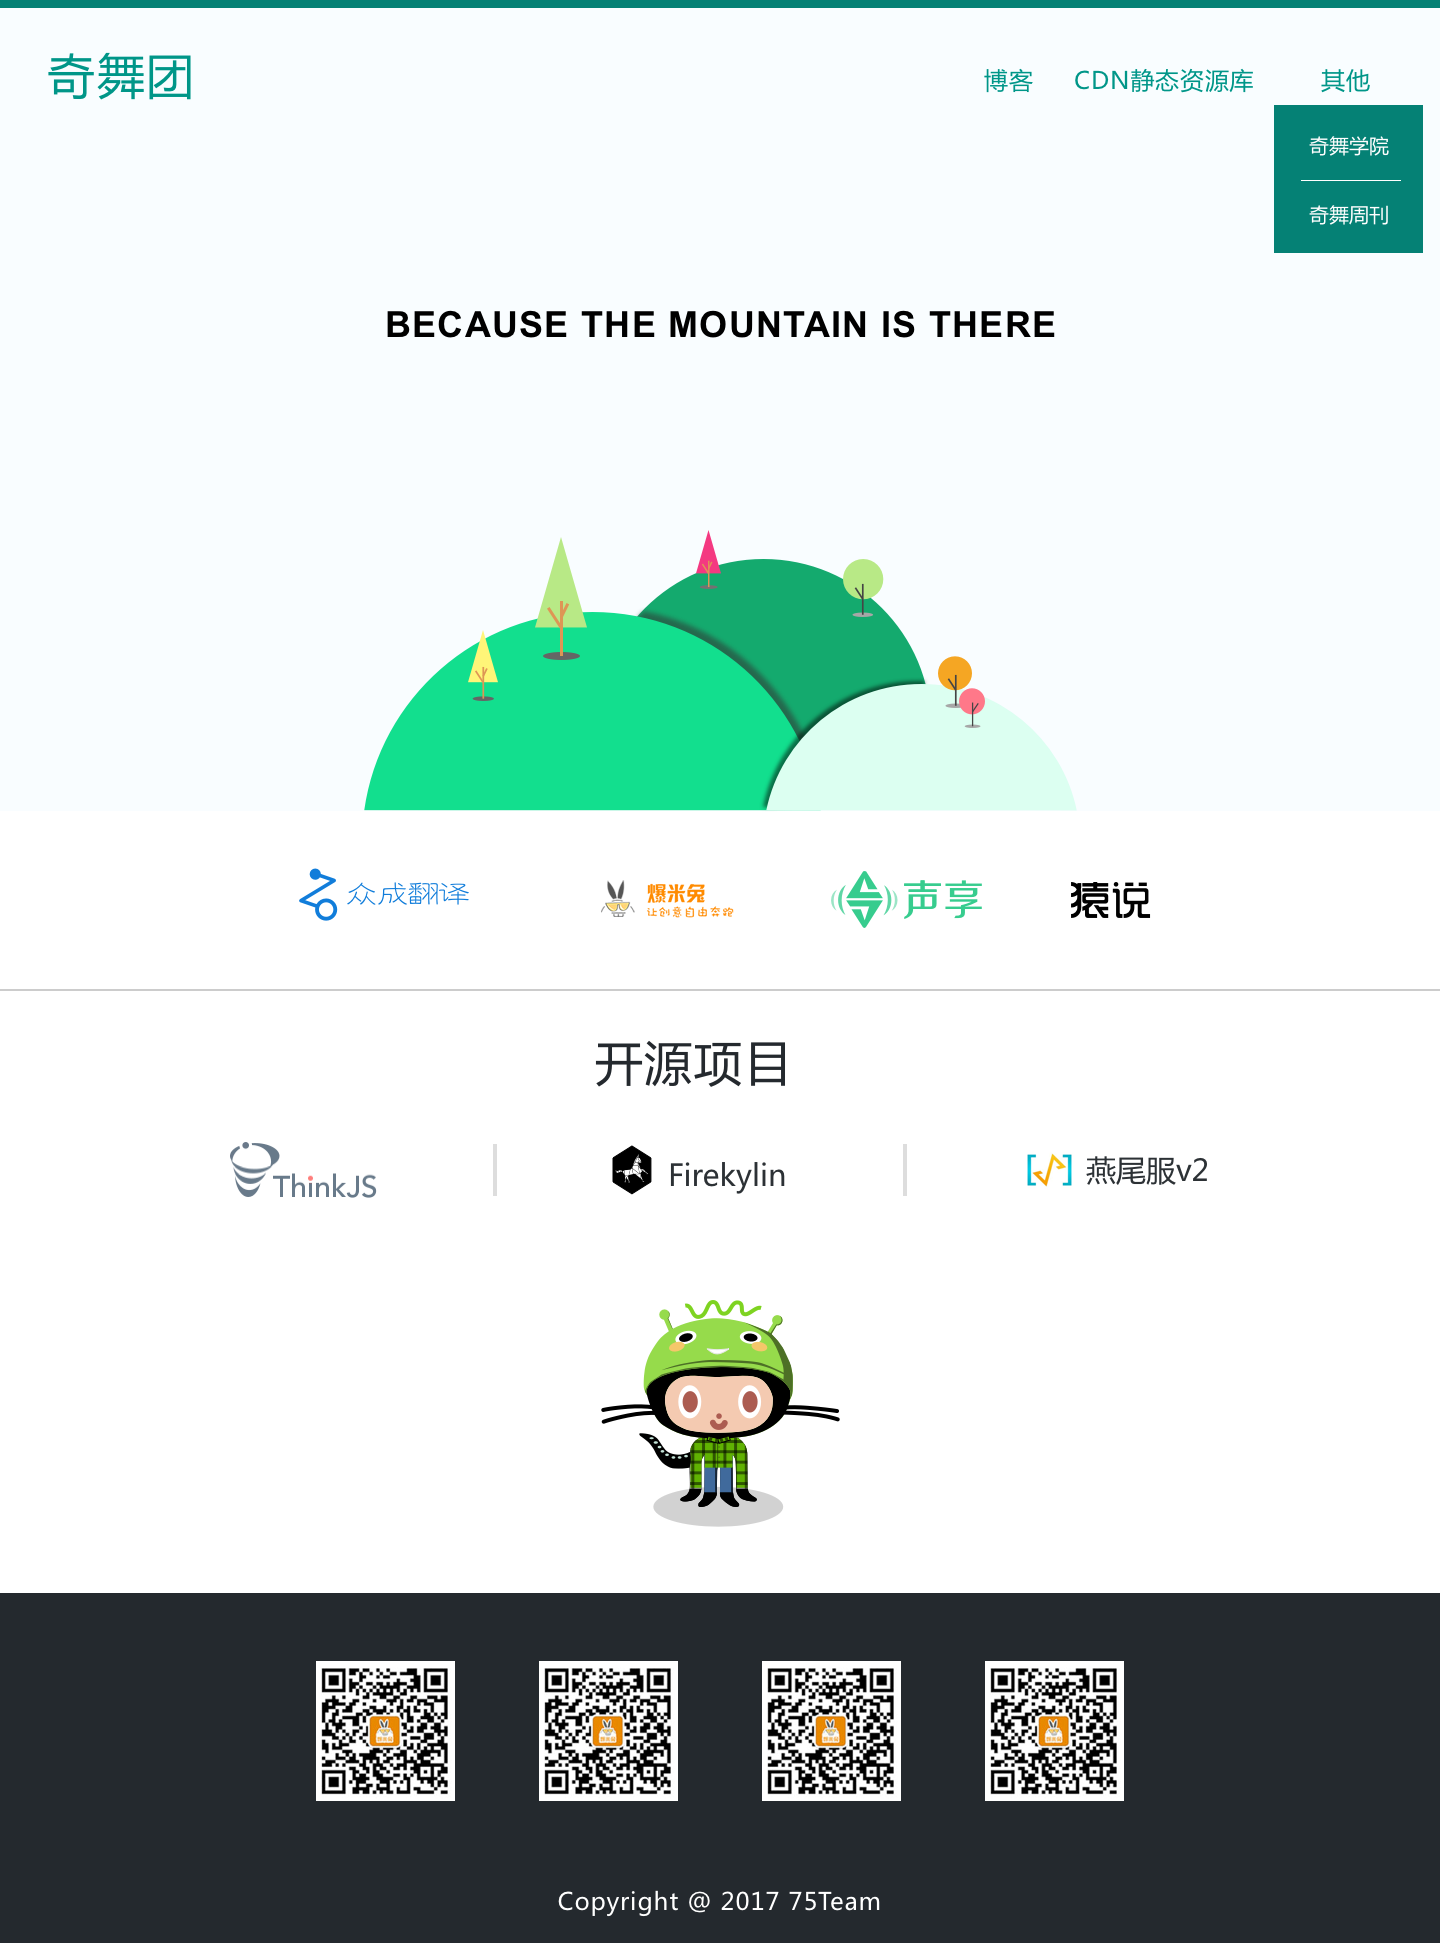 奇舞团
博客 CDN静态资源库 其他
奇舞学院
奇舞周刊
BECAUSE THE MOUNTAIN IS THERE
众成翻译
爆米兔
让创意自由奔跑
声享
猿说
开源项目
ThinkJS
Firekylin
燕尾服v2
Copyright @ 2017 75Team